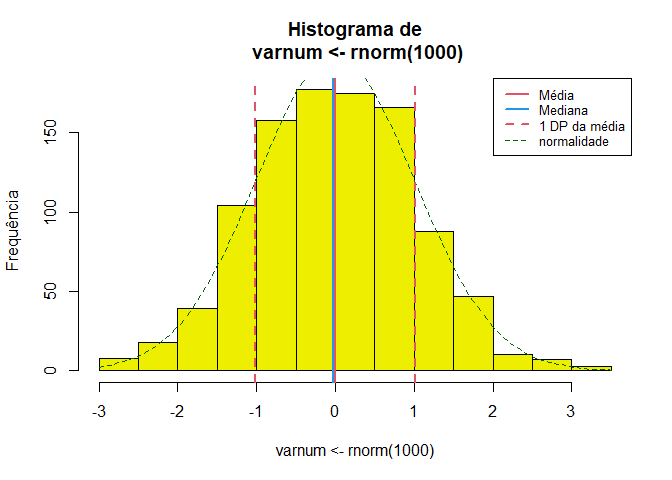 Histograma de
varnum <- rnorm(1000)
Média
Mediana
1 DP da média
normalidade
Frequência
150
100
50
0
-3 -2 -1 0 1 2 3
varnum <- rnorm(1000)